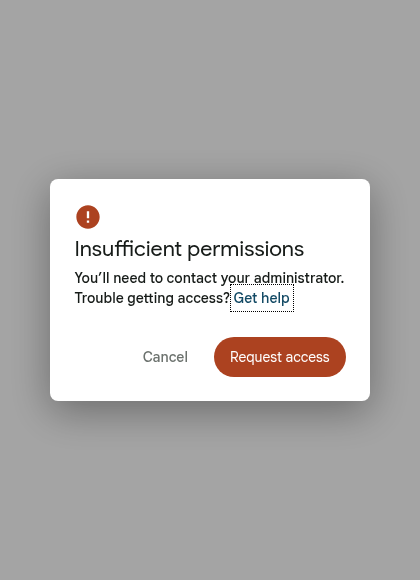 Insufficient permissions
You’ll need to contact your administrator.
Trouble getting access? Get help
Cancel
Request access